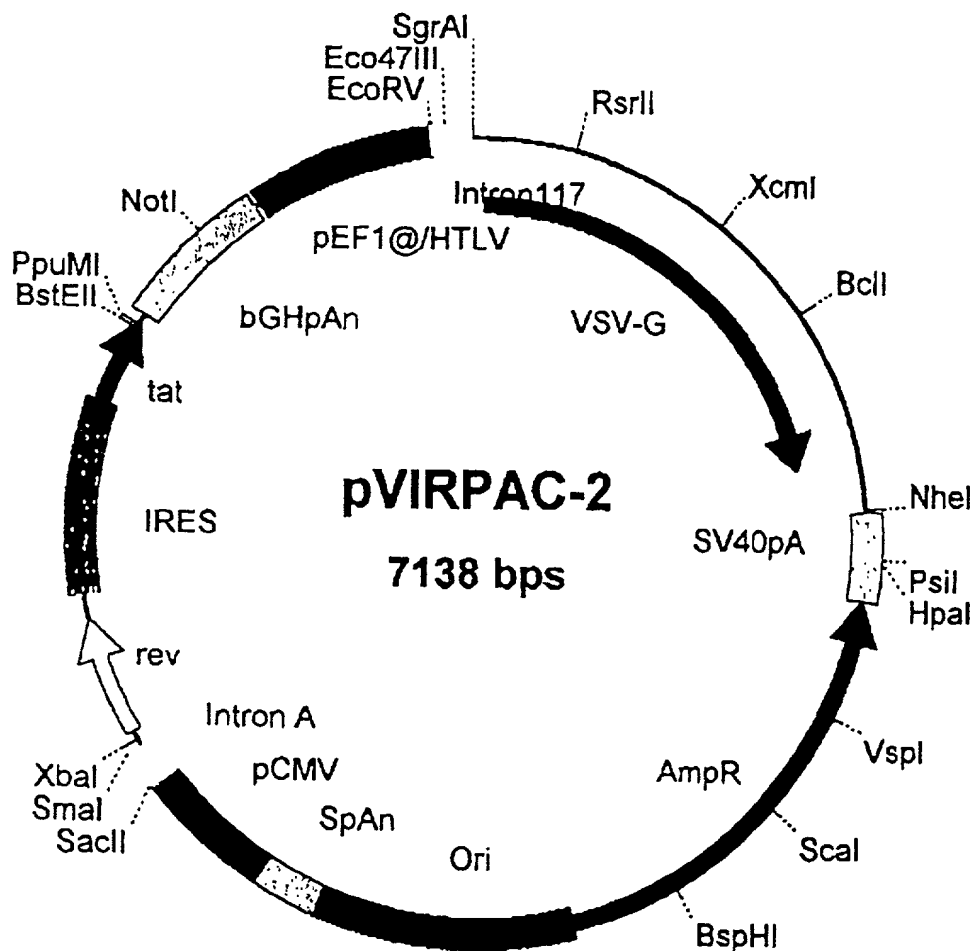 SgrAI
Eco47III
EcoRV
RsrII
XcmI
BclI
NotI
Intron117
pEF1@/HTLV
PpuMI
BstEII
bGHpAn
VSV-G
tat
pVIRPAC-2
7138 bps
IRES
SV40pA
NheI
PsiI
HpaI
rev
Intron A
pCMV
SpAn
Ori
AmpR
XbaI
SmaI
SacII
VspI
ScaI
BspHI